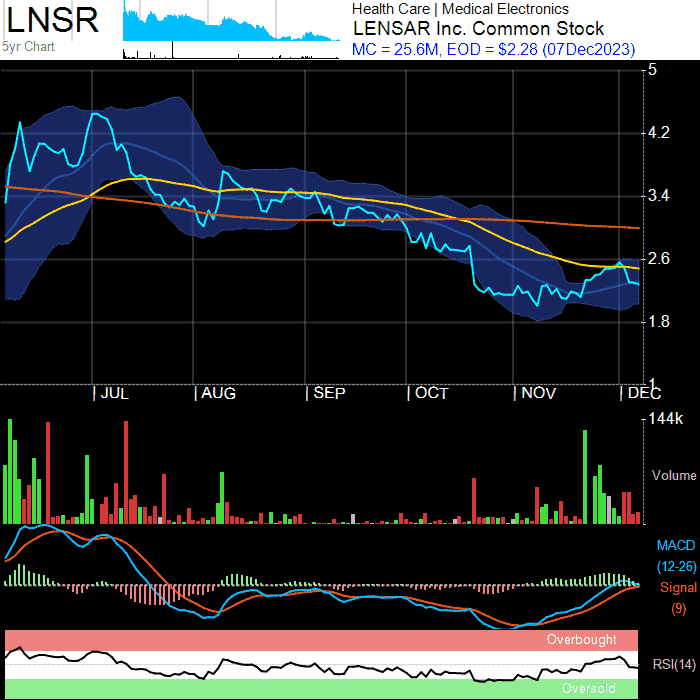 LNSR
5yr Chart
Health Care | Medical Electronics
LENSAR Inc. Common Stock
MC = 25.6M, EOD = $2.28 (07Dec2023)
5
4.2
3.4
2.6
1.8
1
| JUL | AUG | SEP | OCT | NOV | DEC
144k
Volume
MACD
(12-26)
Signal
(9)
Overbought
RSI(14)
Oversold